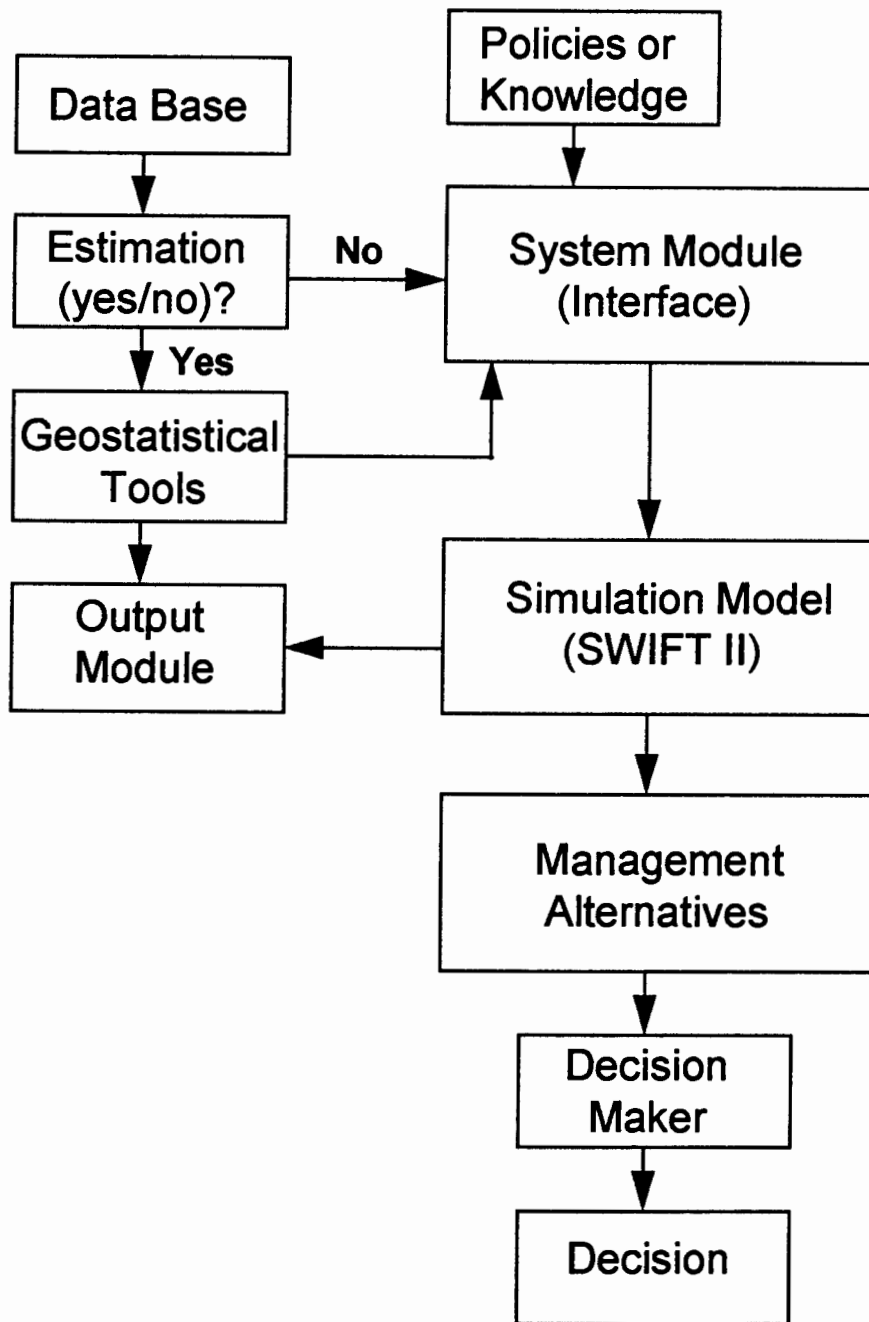 Policies or
Knowledge
Data Base
Estimation
(yes/no)?
No
System Module
(Interface)
Yes
Geostatistical
Tools
Output
Module
Simulation Model
(SWIFT II)
Management
Alternatives
Decision
Maker
Decision